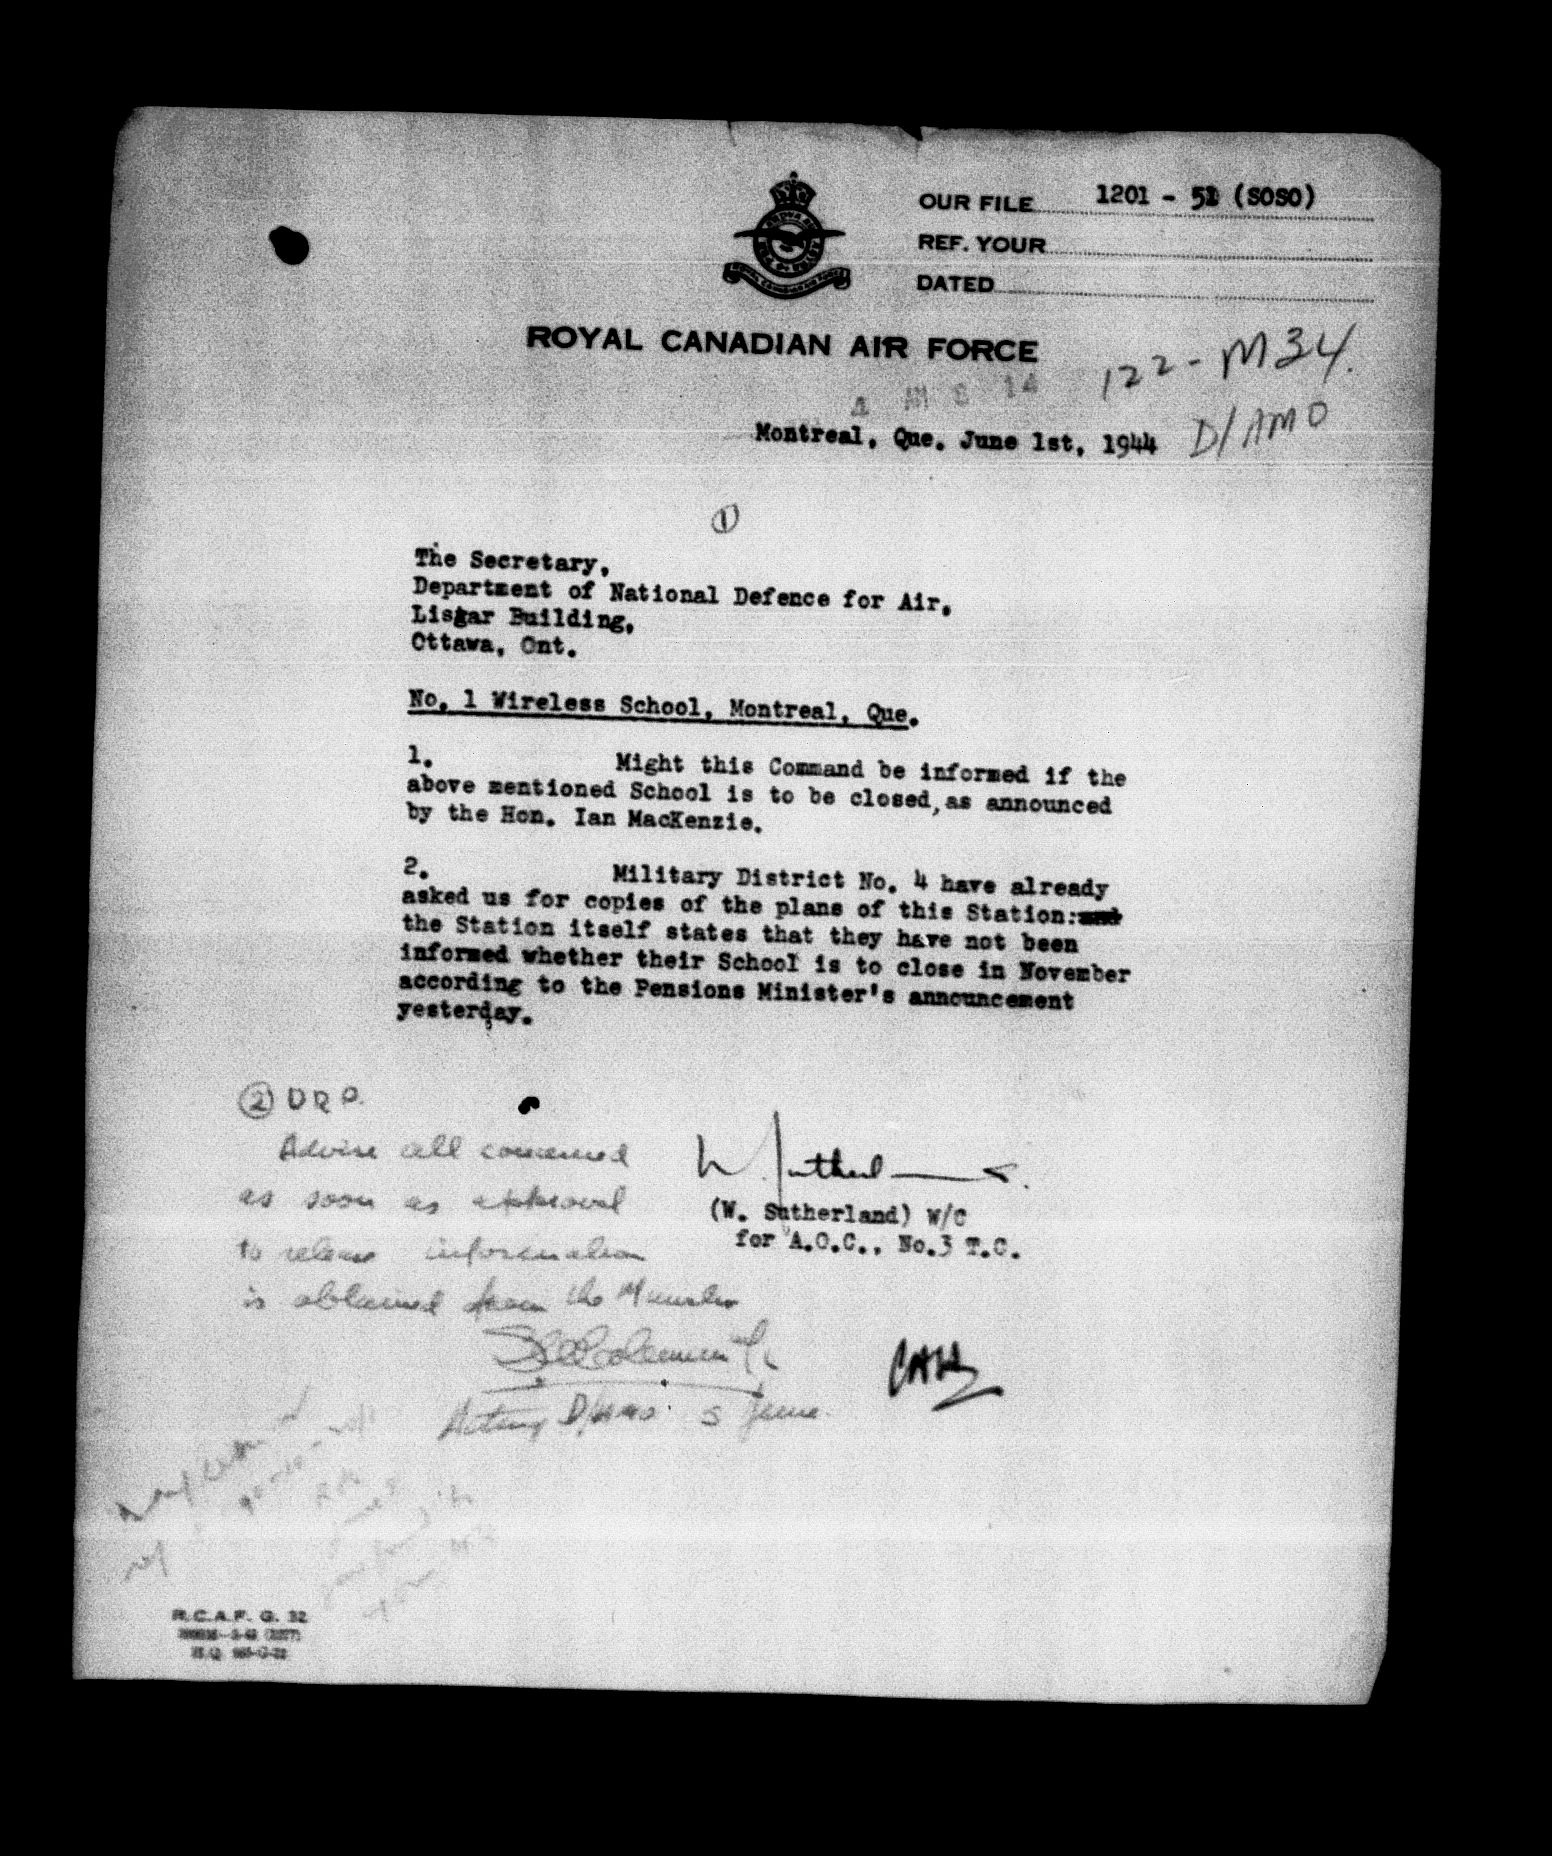 OUR FILE 1201 - 52 (SOSO)
REF. YOUR
DATED
ROYAL CANADIAN AIR FORCE
122 - M34.
AM 8 14
Montreal, Que. June 1st, 1944
D/AMO
①
The Secretary,
Department of National Defence for Air,
Lisgar Building,
Ottawa, Ont.
No. 1 Wireless School, Montreal, Que.
1. Might this Command be informed if the
above mentioned School is to be closed, as announced
by the Hon. Ian MacKenzie.
2. Military District No. 4 have already
asked us for copies of the plans of this Station: and
the Station itself states that they have not been
informed whether their School is to close in November
according to the Pensions Minister's announcement
yesterday.
② DRP.
Advise all concerned
as soon as approval
to release information
is obtained from the Minister
W. Sutherland
(W. Sutherland) W/C
for A.O.C., No.3 T.C.
Acting D/AMO 5 June.
R.C.A.F. G. 32